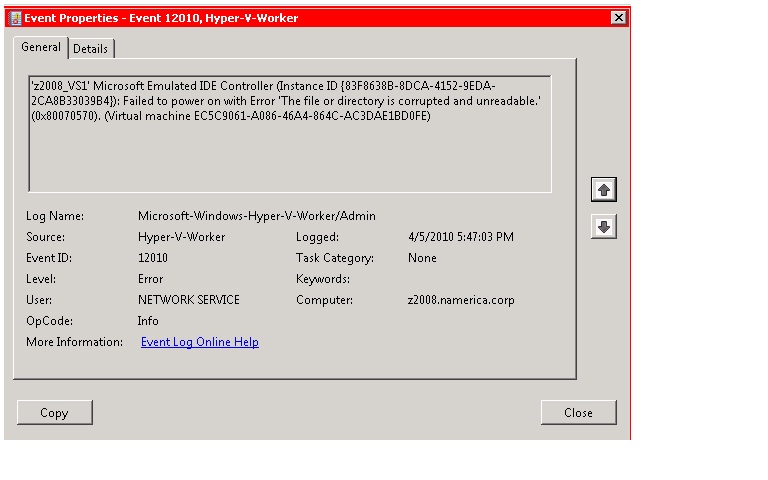 Event Properties - Event 12010, Hyper-V-Worker
General
Details
'z2008_VS1' Microsoft Emulated IDE Controller (Instance ID {83F8638B-8DCA-4152-9EDA-
2CA8B33039B4}): Failed to power on with Error 'The file or directory is corrupted and unreadable.'
(0x80070570). (Virtual machine EC5C9061-A086-46A4-864C-AC3DAE1BD0FE)
Log Name: Microsoft-Windows-Hyper-V-Worker/Admin
Source: Hyper-V-Worker Logged: 4/5/2010 5:47:03 PM
Event ID: 12010 Task Category: None
Level: Error Keywords:
User: NETWORK SERVICE Computer: z2008.namerica.corp
OpCode: Info
More Information: Event Log Online Help
Copy Close